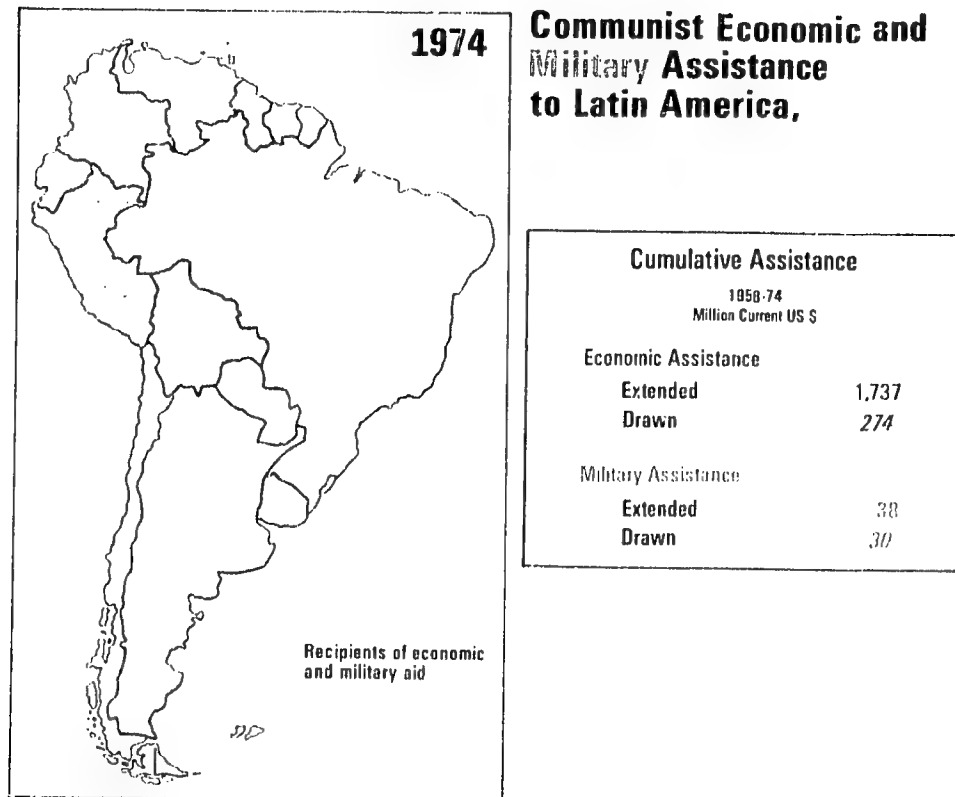 1974
Communist Economic and
Military Assistance
to Latin America,
Cumulative Assistance
1958-74
Million Current US $
Economic Assistance
Extended 1,737
Drawn 274
Military Assistance
Extended 38
Drawn 30
Recipients of economic
and military aid